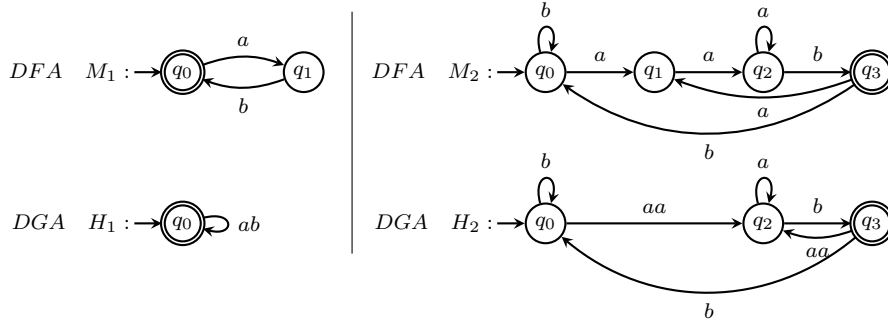 DFA M₁ : q₀ a q₁ b
DGA H₁ : q₀ ab
DFA M₂ : b q₀ a q₁ a a q₂ b q₃ a b
DGA H₂ : b q₀ aa a q₂ b q₃ aa b